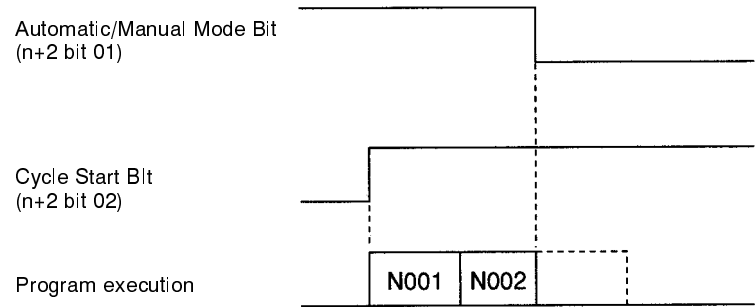 Automatic/Manual Mode Bit
(n+2 bit 01)
Cycle Start BIt
(n+2 bit 02)
Program execution
N001
N002